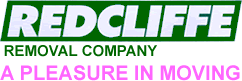 REDCLIFFE
REMOVAL COMPANY
A PLEASURE IN MOVING